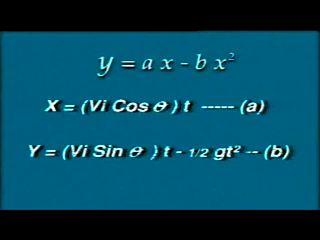 y = a x - b x²
X = (Vi Cos θ ) t ----- (a)
Y = (Vi Sin θ ) t - 1/2 gt² -- (b)